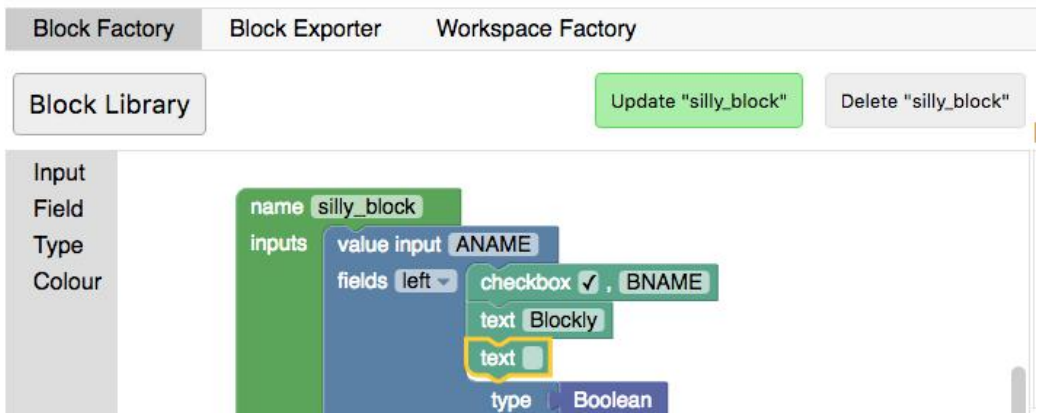 Block Factory Block Exporter Workspace Factory
Block Library Update "silly_block" Delete "silly_block"
Input
Field
Type
Colour
name silly_block
inputs value input ANAME
fields left checkbox ✓ , BNAME
text Blockly
text
type Boolean